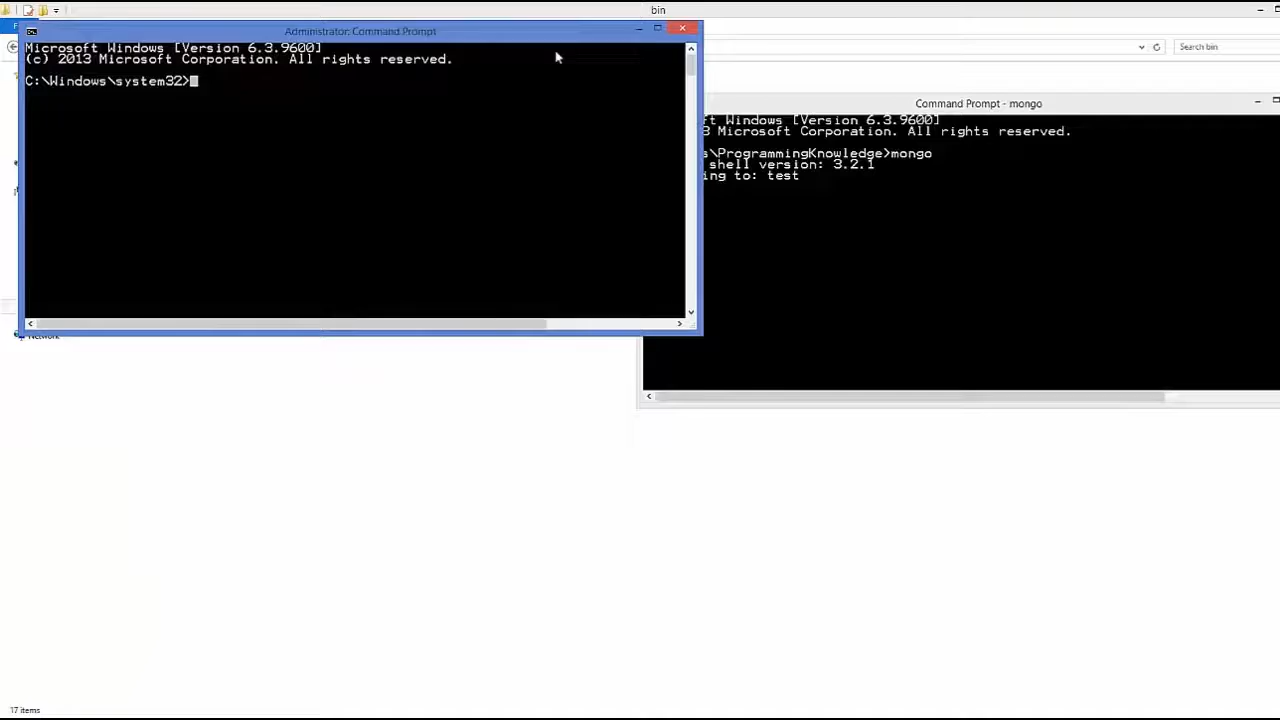 bin
Administrator: Command Prompt
Microsoft Windows [Version 6.3.9600]
(c) 2013 Microsoft Corporation. All rights reserved.
C:\Windows\system32>
Search bin
Command Prompt - mongo
ft Windows [Version 6.3.9600]
3 Microsoft Corporation. All rights reserved.
s\ProgrammingKnowledge>mongo
shell version: 3.2.1
ing to: test
Network
17 items